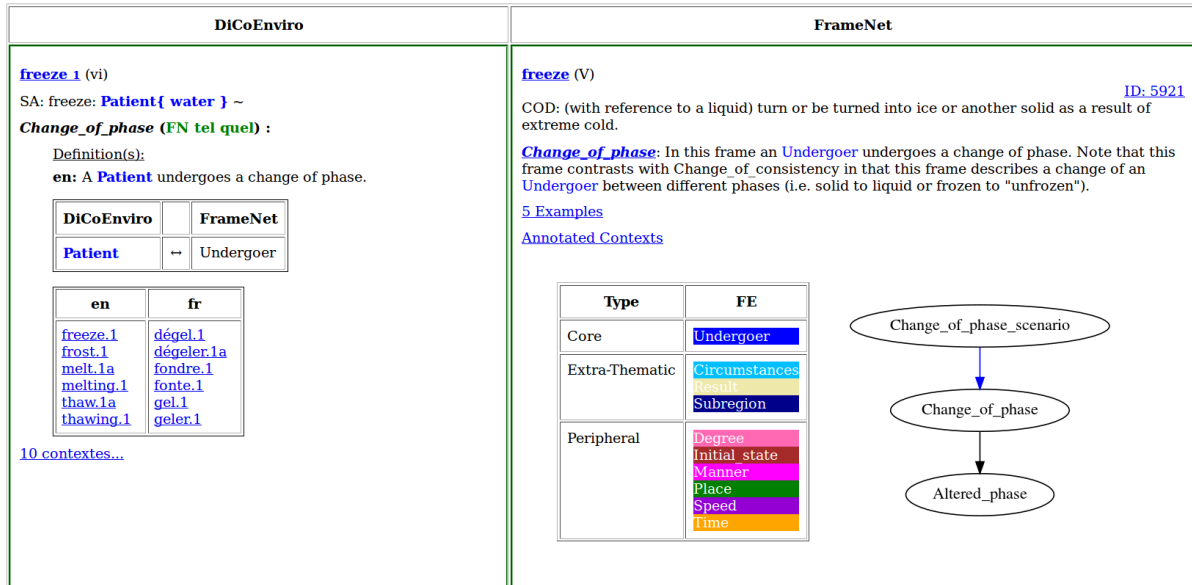 DiCoEnviro
freeze 1 (vi)
SA: freeze: Patient{ water } ~
Change_of_phase (FN tel quel) :
Definition(s):
en: A Patient undergoes a change of phase.
DiCoEnviro FrameNet
Patient ↔ Undergoer
en fr
freeze.1 dégel.1
frost.1 dégeler.1a
melt.1a fondre.1
melting.1 fonte.1
thaw.1a gel.1
thawing.1 geler.1
10 contextes...
FrameNet
freeze (V)
ID: 5921
COD: (with reference to a liquid) turn or be turned into ice or another solid as a result of
extreme cold.
Change_of_phase: In this frame an Undergoer undergoes a change of phase. Note that this
frame contrasts with Change_of_consistency in that this frame describes a change of an
Undergoer between different phases (i.e. solid to liquid or frozen to "unfrozen").
5 Examples
Annotated Contexts
Type FE
Core Undergoer
Extra-Thematic Circumstances
Result
Subregion
Peripheral Degree
Initial_state
Manner
Place
Speed
Time
Change_of_phase_scenario
Change_of_phase
Altered_phase